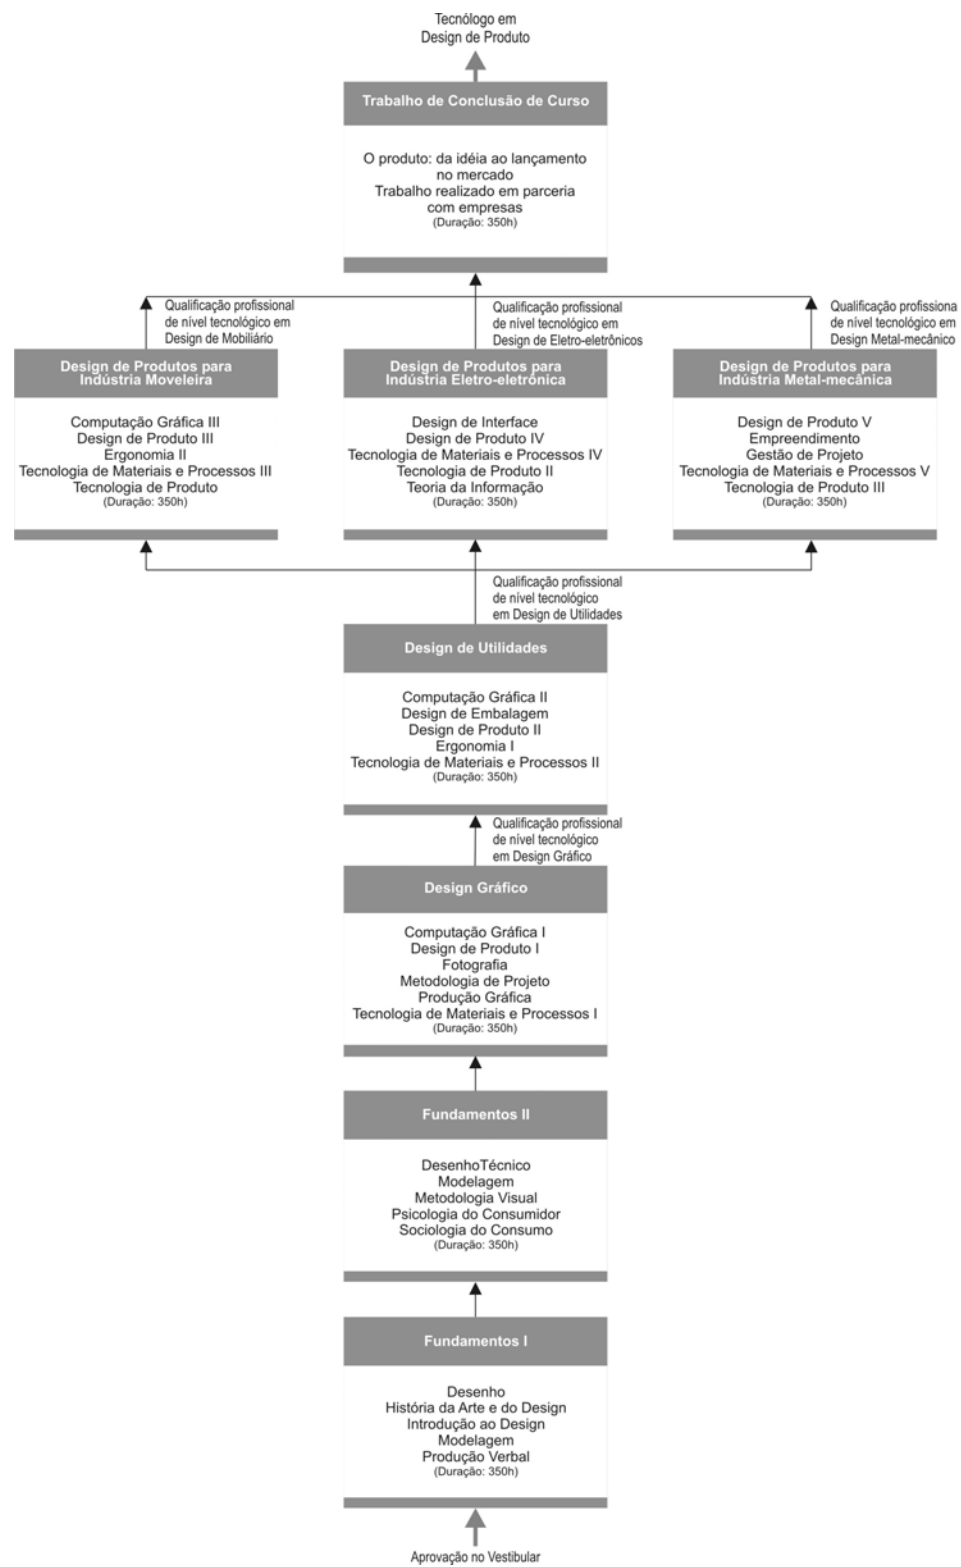 Tecnólogo em
Design de Produto
Trabalho de Conclusão de Curso
O produto: da idéia ao lançamento
no mercado
Trabalho realizado em parceria
com empresas
(Duração: 350h)
Qualificação profissional
de nível tecnológico em
Design de Mobiliário
Qualificação profissional
de nível tecnológico em
Design de Eletro-eletrônicos
Qualificação profissiona
de nível tecnológico em
Design Metal-mecânico
Design de Produtos para
Indústria Moveleira
Computação Gráfica III
Design de Produto III
Ergonomia II
Tecnologia de Materiais e Processos III
Tecnologia de Produto
(Duração: 350h)
Design de Produtos para
Indústria Eletro-eletrônica
Design de Interface
Design de Produto IV
Tecnologia de Materiais e Processos IV
Tecnologia de Produto II
Teoria da Informação
(Duração: 350h)
Design de Produtos para
Indústria Metal-mecânica
Design de Produto V
Empreendimento
Gestão de Projeto
Tecnologia de Materiais e Processos V
Tecnologia de Produto III
(Duração: 350h)
Qualificação profissional
de nível tecnológico
em Design de Utilidades
Design de Utilidades
Computação Gráfica II
Design de Embalagem
Design de Produto II
Ergonomia I
Tecnologia de Materiais e Processos II
(Duração: 350h)
Qualificação profissional
de nível tecnológico
em Design Gráfico
Design Gráfico
Computação Gráfica I
Design de Produto I
Fotografia
Metodologia de Projeto
Produção Gráfica
Tecnologia de Materiais e Processos I
(Duração: 350h)
Fundamentos II
DesenhoTécnico
Modelagem
Metodologia Visual
Psicologia do Consumidor
Sociologia do Consumo
(Duração: 350h)
Fundamentos I
Desenho
História da Arte e do Design
Introdução ao Design
Modelagem
Produção Verbal
(Duração: 350h)
Aprovação no Vestibular